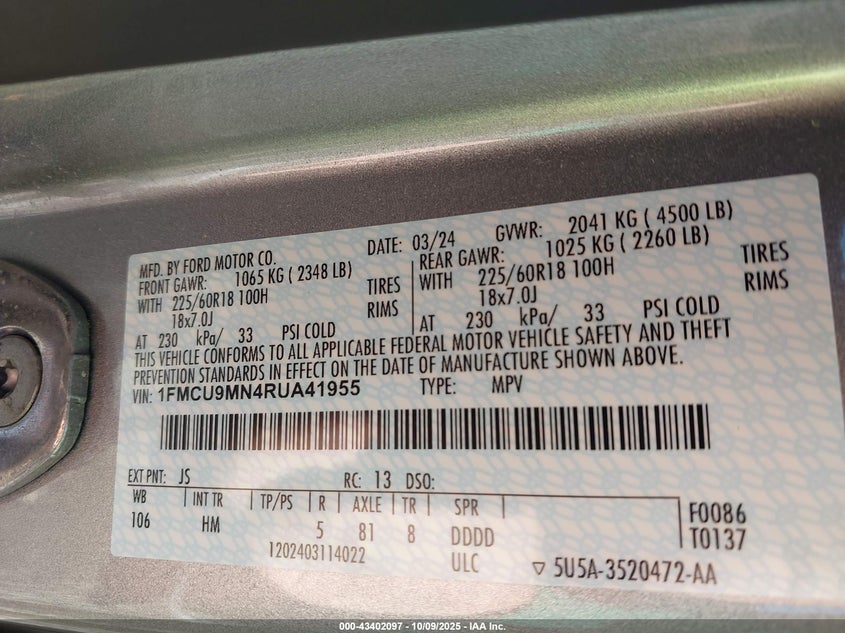 MFD. BY FORD MOTOR CO. DATE: 03/24 GVWR: 2041 KG ( 4500 LB)
FRONT GAWR: 1065 KG ( 2348 LB) REAR GAWR: 1025 KG ( 2260 LB)
WITH 225/60R18 100H TIRES WITH 225/60R18 100H TIRES
18x7.0J RIMS 18x7.0J RIMS
AT 230 kPa/ 33 PSI COLD AT 230 kPa/ 33 PSI COLD
THIS VEHICLE CONFORMS TO ALL APPLICABLE FEDERAL MOTOR VEHICLE SAFETY AND THEFT
PREVENTION STANDARDS IN EFFECT ON THE DATE OF MANUFACTURE SHOWN ABOVE.
VIN: 1FMCU9MN4RUA41955 TYPE: MPV
EXT PNT: JS RC: 13 DSO:
WB INT TR TP/PS R AXLE TR SPR F0086
106 HM 5 81 8 DDDD T0137
1202403114022 ULC ▽ 5U5A-3520472-AA
000-43402097 - 10/09/2025 - IAA Inc.